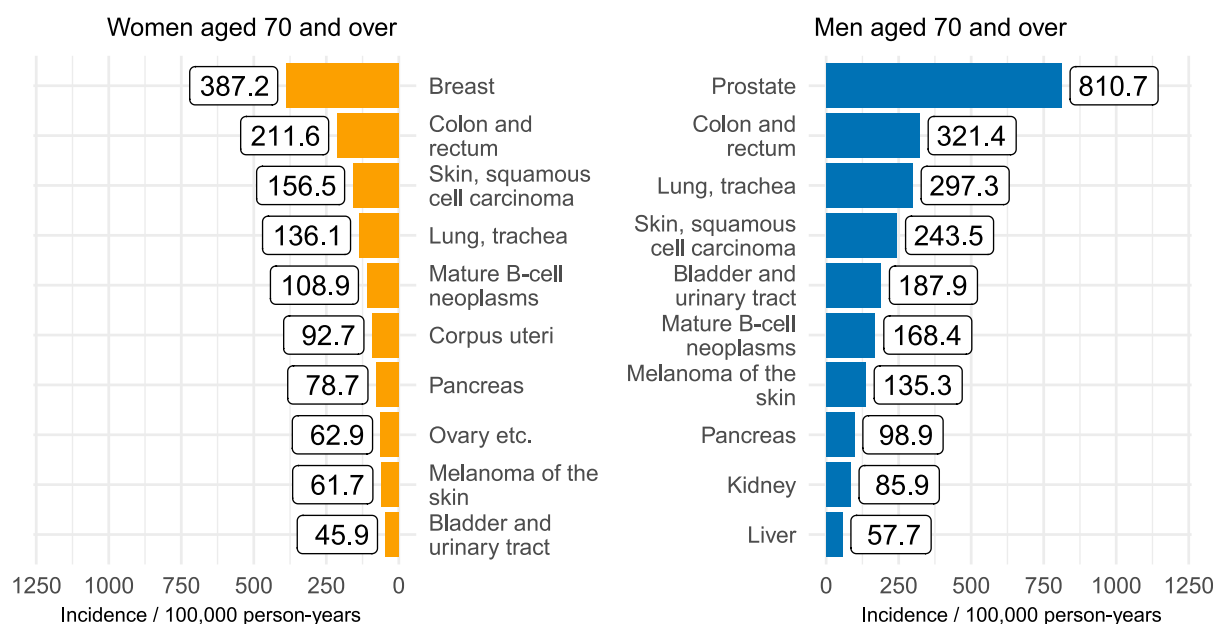 Women aged 70 and over
387.2
Breast
211.6
Colon and
rectum
156.5
Skin, squamous
cell carcinoma
136.1
Lung, trachea
108.9
Mature B-cell
neoplasms
92.7
Corpus uteri
78.7
Pancreas
62.9
Ovary etc.
61.7
Melanoma of the
skin
45.9
Bladder and
urinary tract
1250 1000 750 500 250 0
Incidence / 100,000 person-years
Men aged 70 and over
Prostate
810.7
Colon and
rectum
321.4
Lung, trachea
297.3
Skin, squamous
cell carcinoma
243.5
Bladder and
urinary tract
187.9
Mature B-cell
neoplasms
168.4
Melanoma of the
skin
135.3
Pancreas
98.9
Kidney
85.9
Liver
57.7
0 250 500 750 1000 1250
Incidence / 100,000 person-years